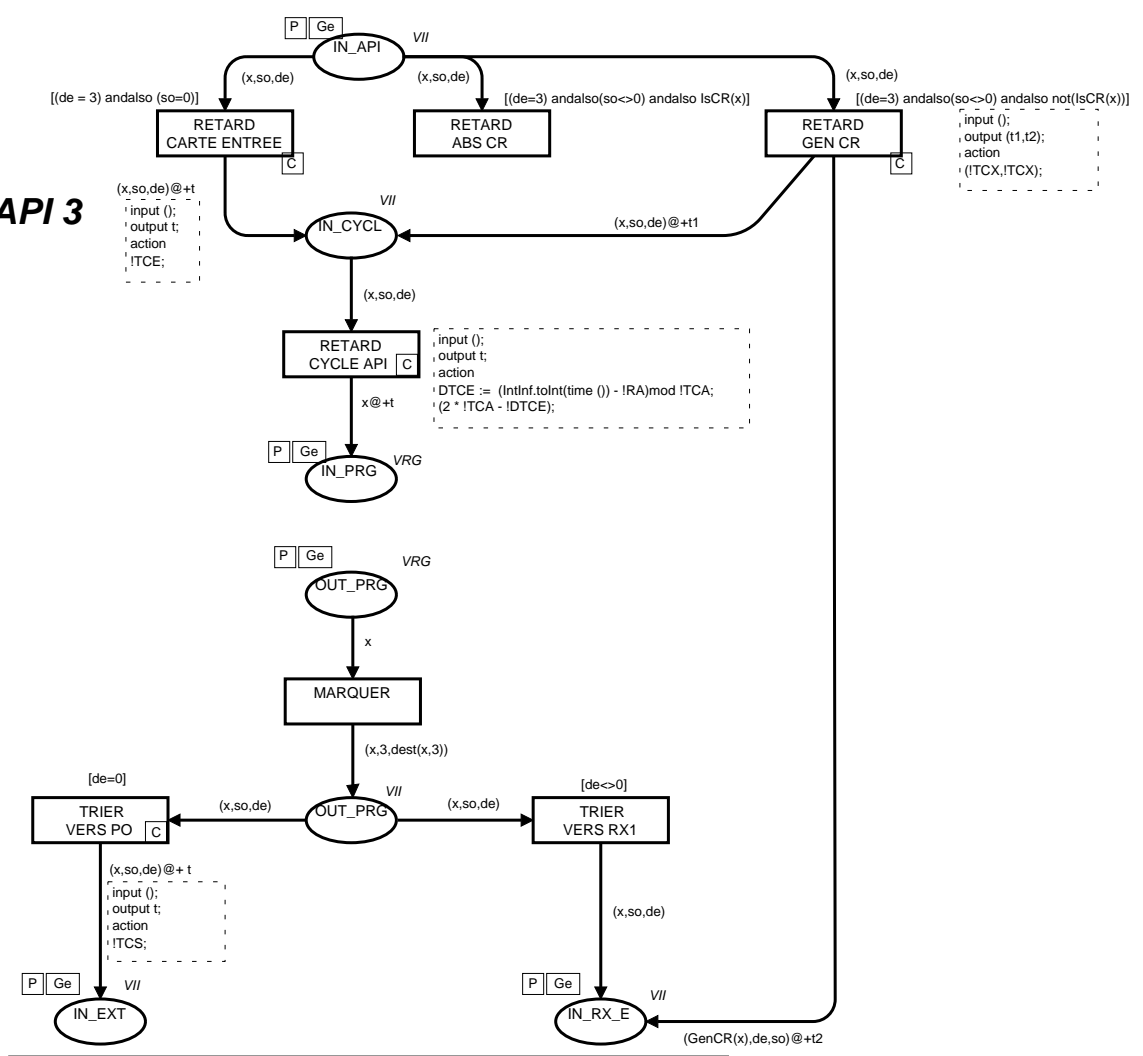 P Ge
IN_API
VII
(x,so,de)
(x,so,de)
(x,so,de)
[(de = 3) andalso (so=0)]
[(de=3) andalso(so<>0) andalso IsCR(x)]
[(de=3) andalso(so<>0) andalso not(IsCR(x))]
RETARD
CARTE ENTREE
C
RETARD
ABS CR
RETARD
GEN CR
C
input ();
output (t1,t2);
action
(!TCX,!TCX);
API 3
(x,so,de)@+t
input ();
output t;
action
!TCE;
VII
IN_CYCL
(x,so,de)@+t1
(x,so,de)
RETARD
CYCLE API
C
input ();
output t;
action
DTCE := (IntInf.toInt(time ()) - !RA)mod !TCA;
(2 * !TCA - !DTCE);
x@+t
P Ge
IN_PRG
VRG
P Ge
OUT_PRG
VRG
x
MARQUER
(x,3,dest(x,3))
[de=0]
TRIER
VERS PO
C
(x,so,de)
OUT_PRG
VII
(x,so,de)
[de<>0]
TRIER
VERS RX1
(x,so,de)@+ t
input ();
output t;
action
!TCS;
(x,so,de)
P Ge
VII
IN_EXT
P Ge
VII
IN_RX_E
(GenCR(x),de,so)@+t2